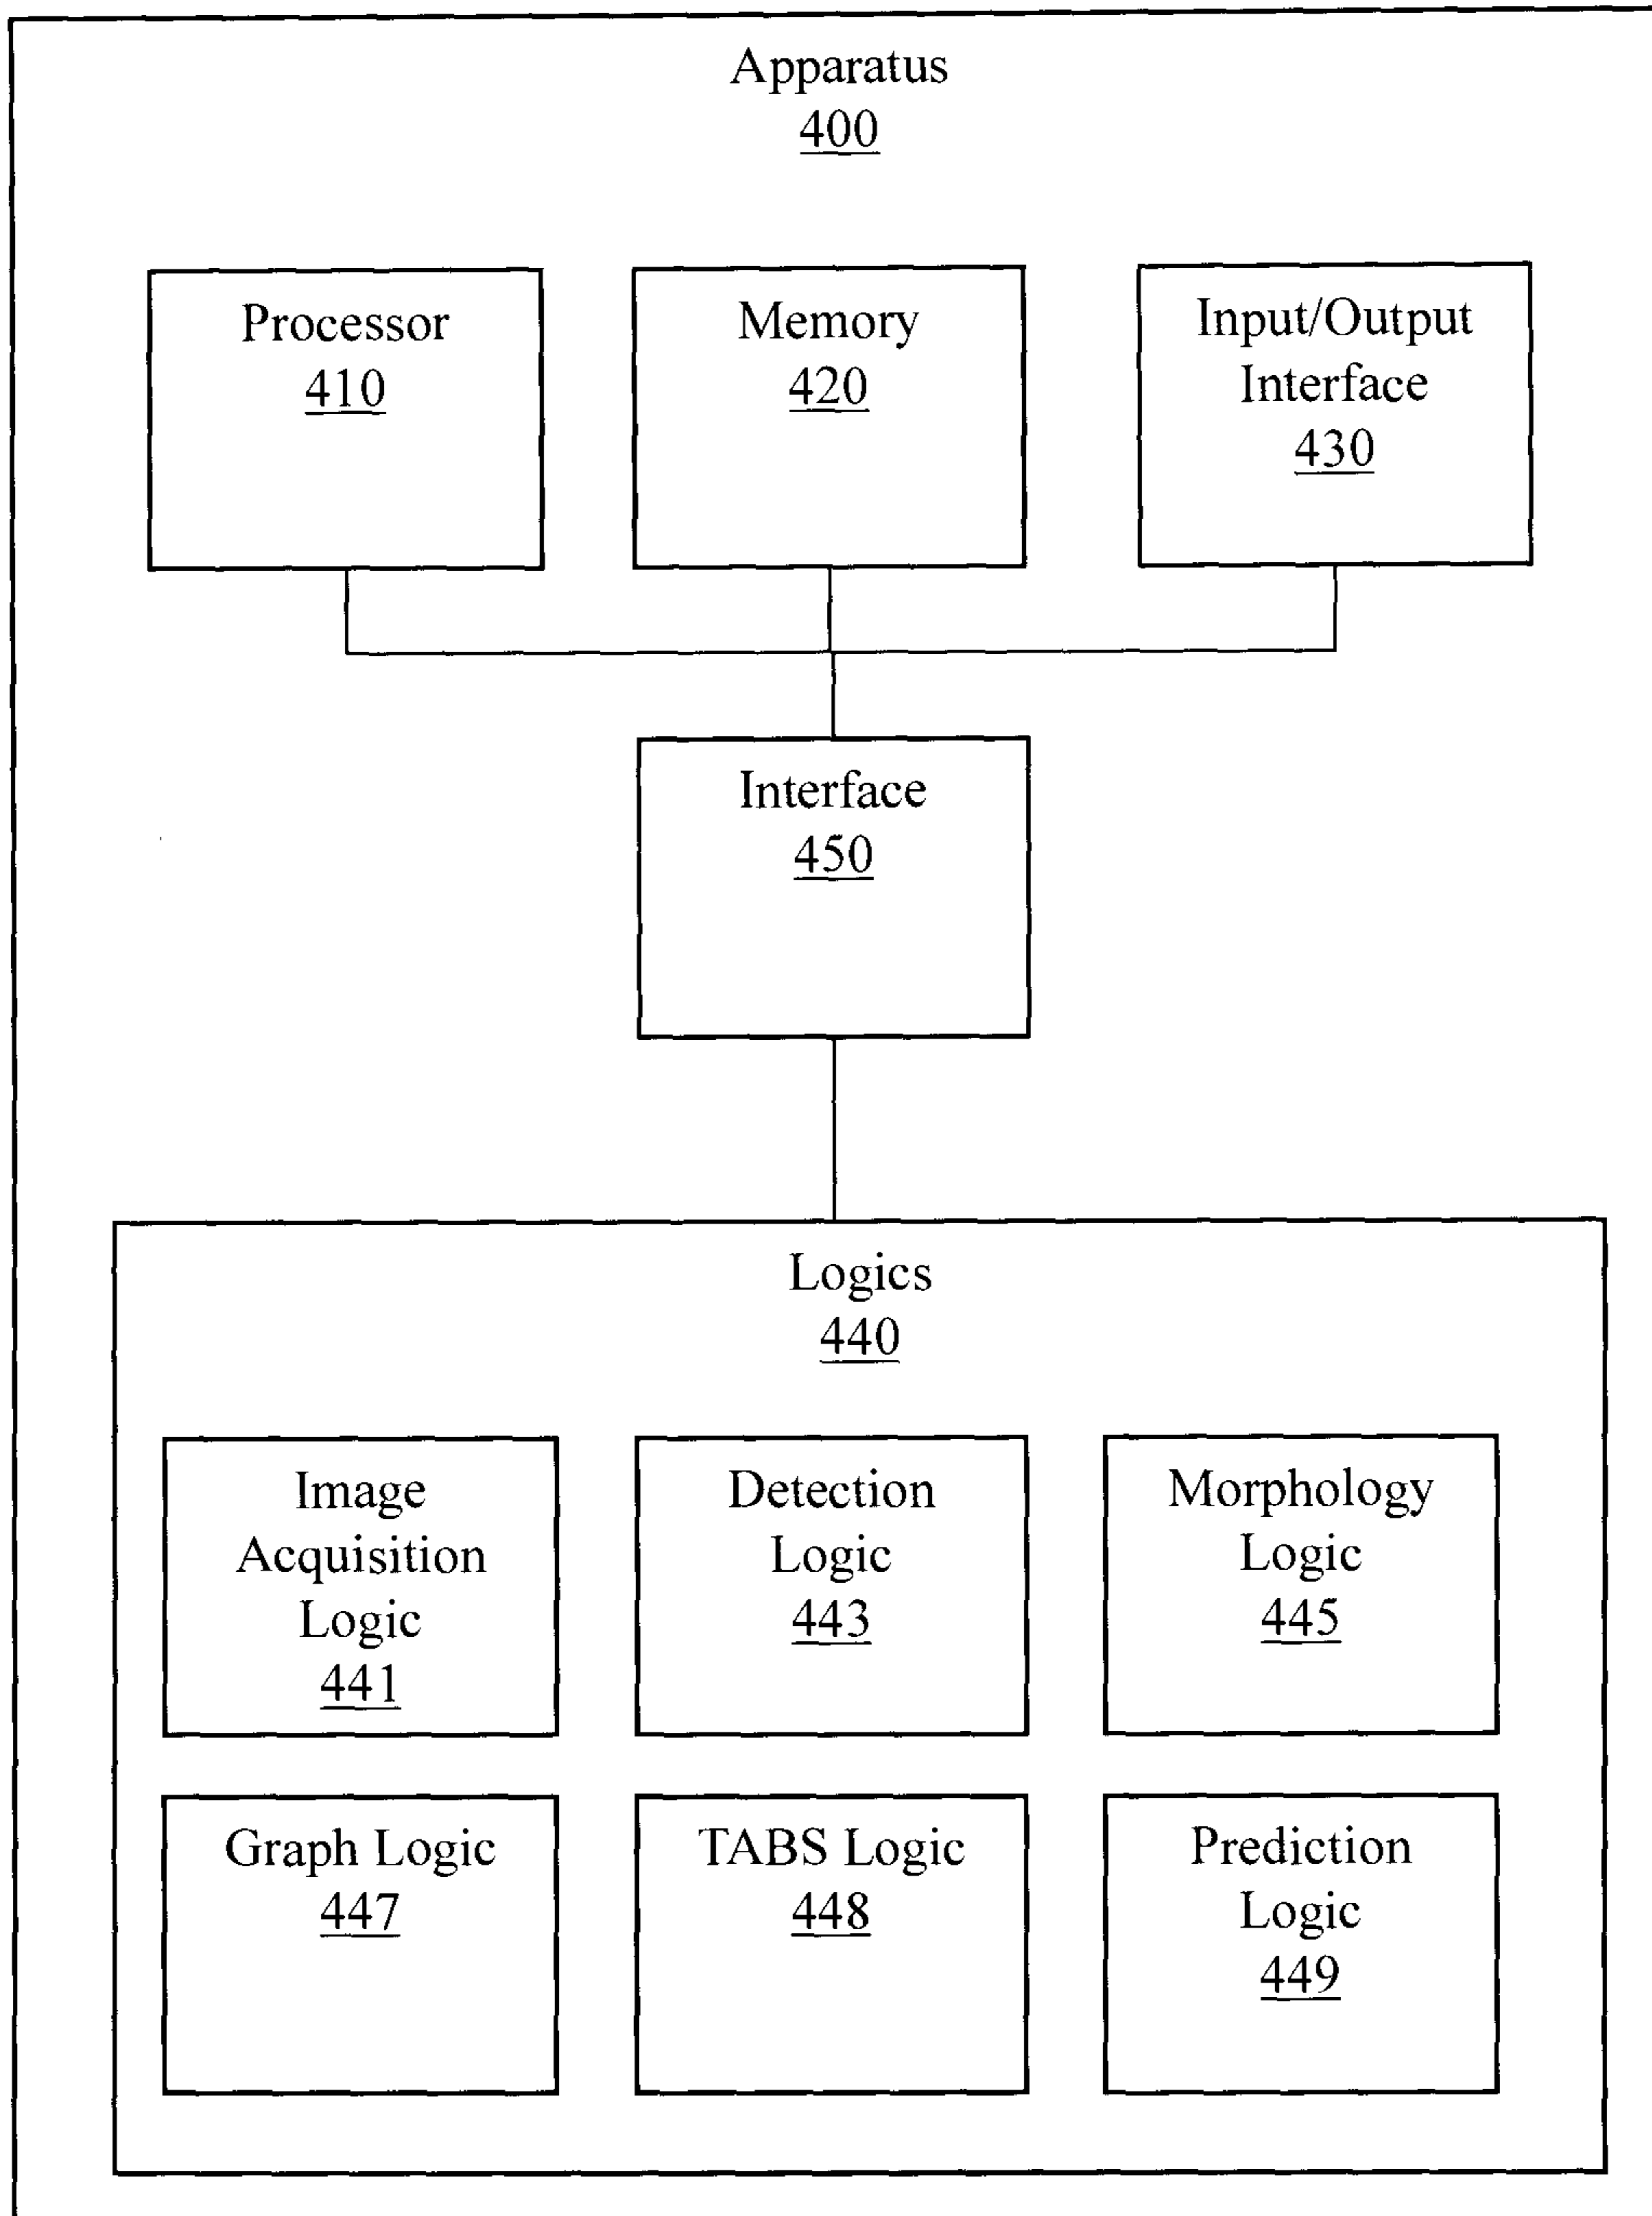 Apparatus
400
Processor
410
Memory
420
Input/Output
Interface
430
Interface
450
Logics
440
Image
Acquisition
Logic
441
Detection
Logic
443
Morphology
Logic
445
Graph Logic
447
TABS Logic
448
Prediction
Logic
449